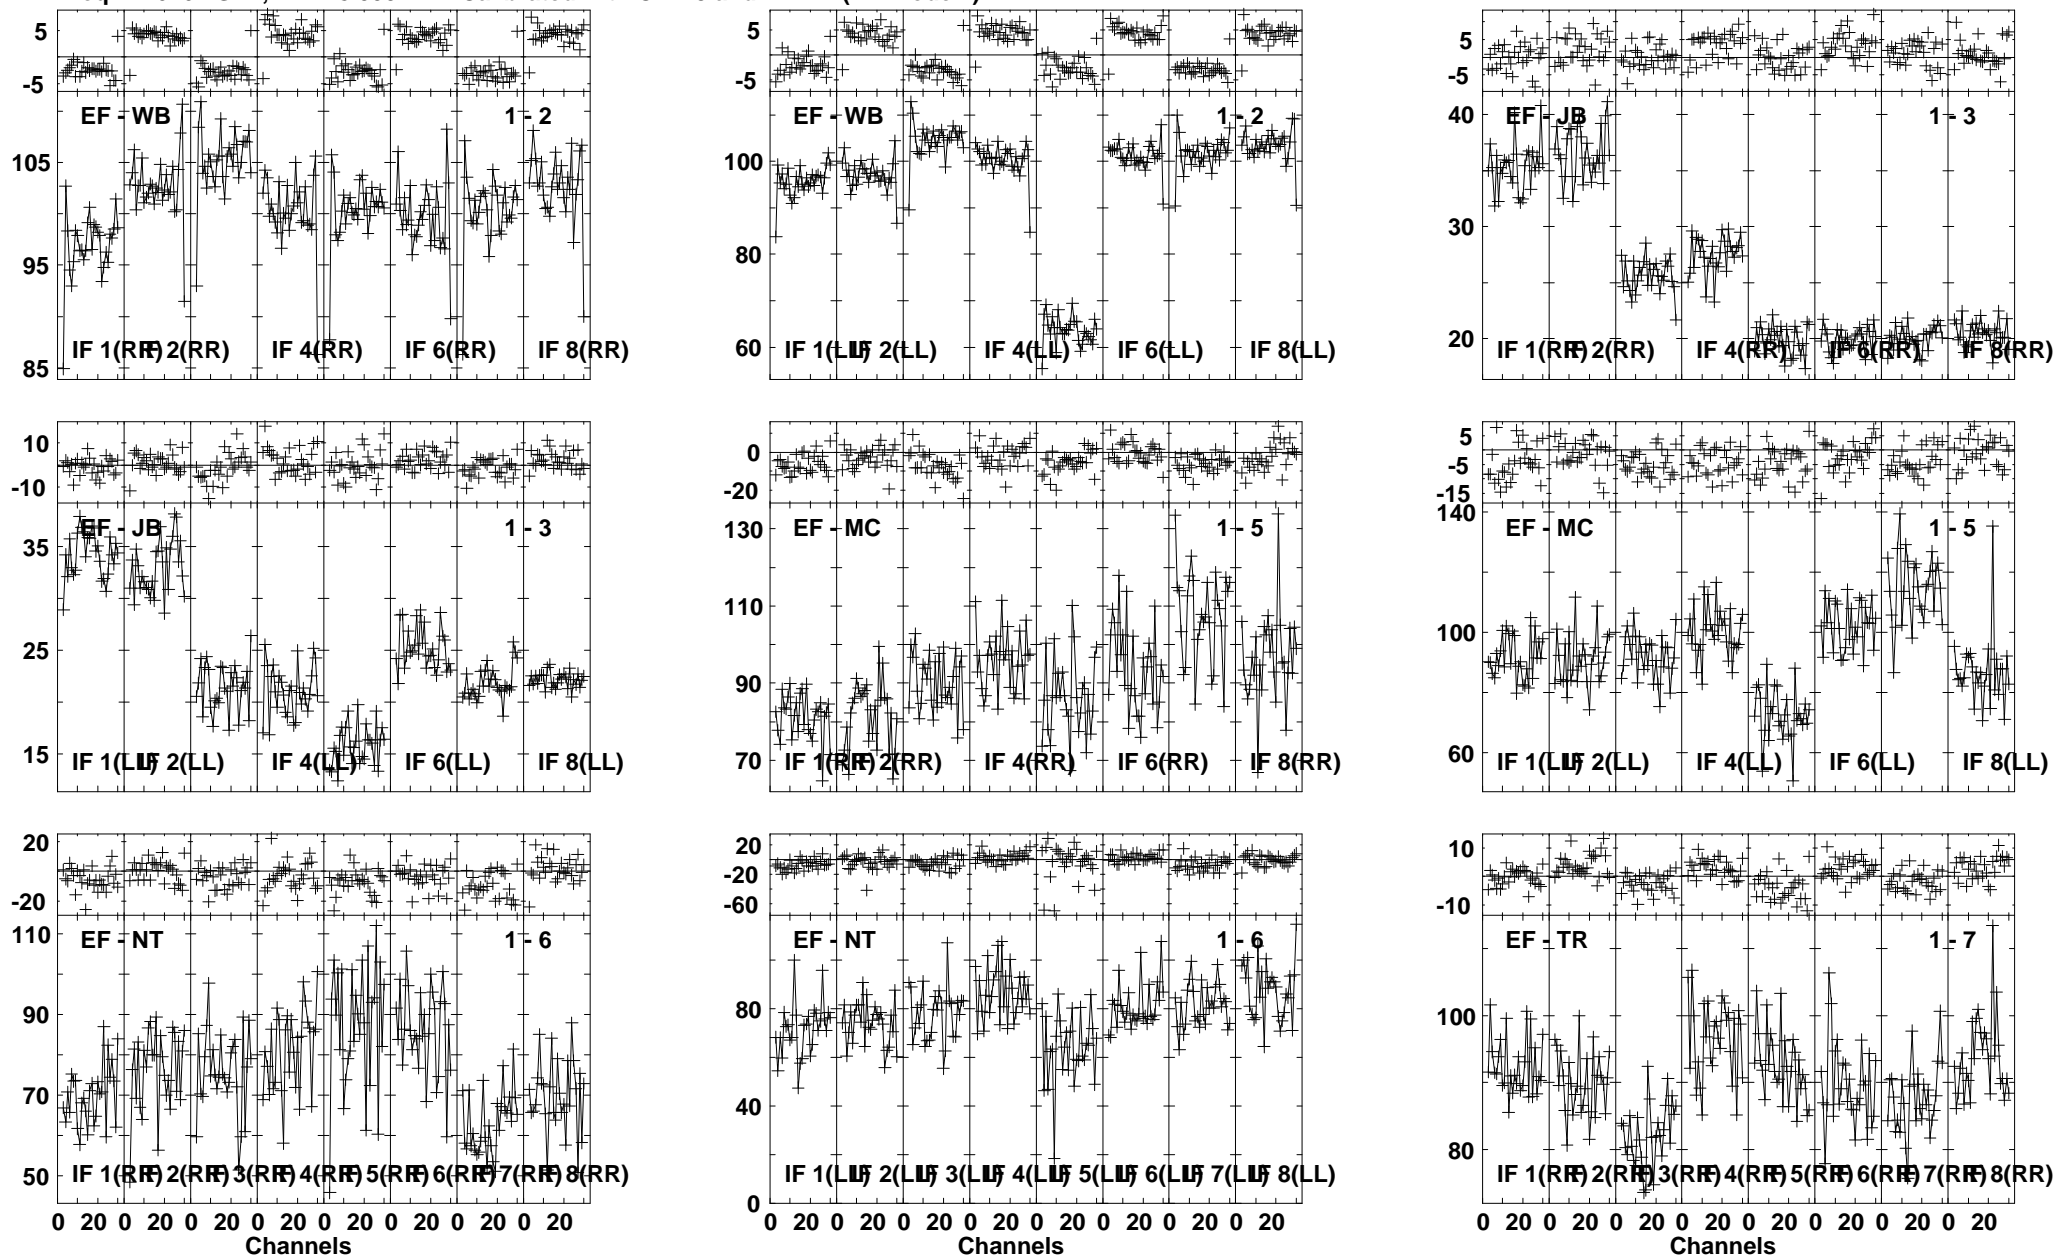 5
-5
EF - WB
1 - 2
105
95
85
IF 1(RR) IF 2(RR) IF 4(RR) IF 6(RR) IF 8(RR)
5
-5
EF - WB
1 - 2
100
80
60
IF 1(LL) IF 2(LL) IF 4(LL) IF 6(LL) IF 8(LL)
5
-5
EF - JB
1 - 3
40
30
20
IF 1(RR) IF 2(RR) IF 4(RR) IF 6(RR) IF 8(RR)
10
-10
EF - JB
1 - 3
35
25
15
IF 1(LL) IF 2(LL) IF 4(LL) IF 6(LL) IF 8(LL)
0
-20
EF - MC
1 - 5
130
110
90
70
IF 1(RR) IF 2(RR) IF 4(RR) IF 6(RR) IF 8(RR)
5
-5
-15
EF - MC
1 - 5
140
100
60
IF 1(LL) IF 2(LL) IF 4(LL) IF 6(LL) IF 8(LL)
20
-20
EF - NT
1 - 6
110
90
70
50
IF 1(RR) IF 2(RR) IF 3(RR) IF 4(RR) IF 5(RR) IF 6(RR) IF 7(RR) IF 8(RR)
0 20 0 20 0 20 0 20 0 20 0 20 0 20 0 20
Channels
20
-20
-60
EF - NT
1 - 6
80
40
0
IF 1(LL) IF 2(LL) IF 3(LL) IF 4(LL) IF 5(LL) IF 6(LL) IF 7(LL) IF 8(LL)
0 20 0 20 0 20 0 20 0 20 0 20 0 20 0 20
Channels
10
-10
EF - TR
1 - 7
100
80
IF 1(RR) IF 2(RR) IF 3(RR) IF 4(RR) IF 5(RR) IF 6(RR) IF 7(RR) IF 8(RR)
0 20 0 20 0 20 0 20 0 20 0 20 0 20 0 20
Channels